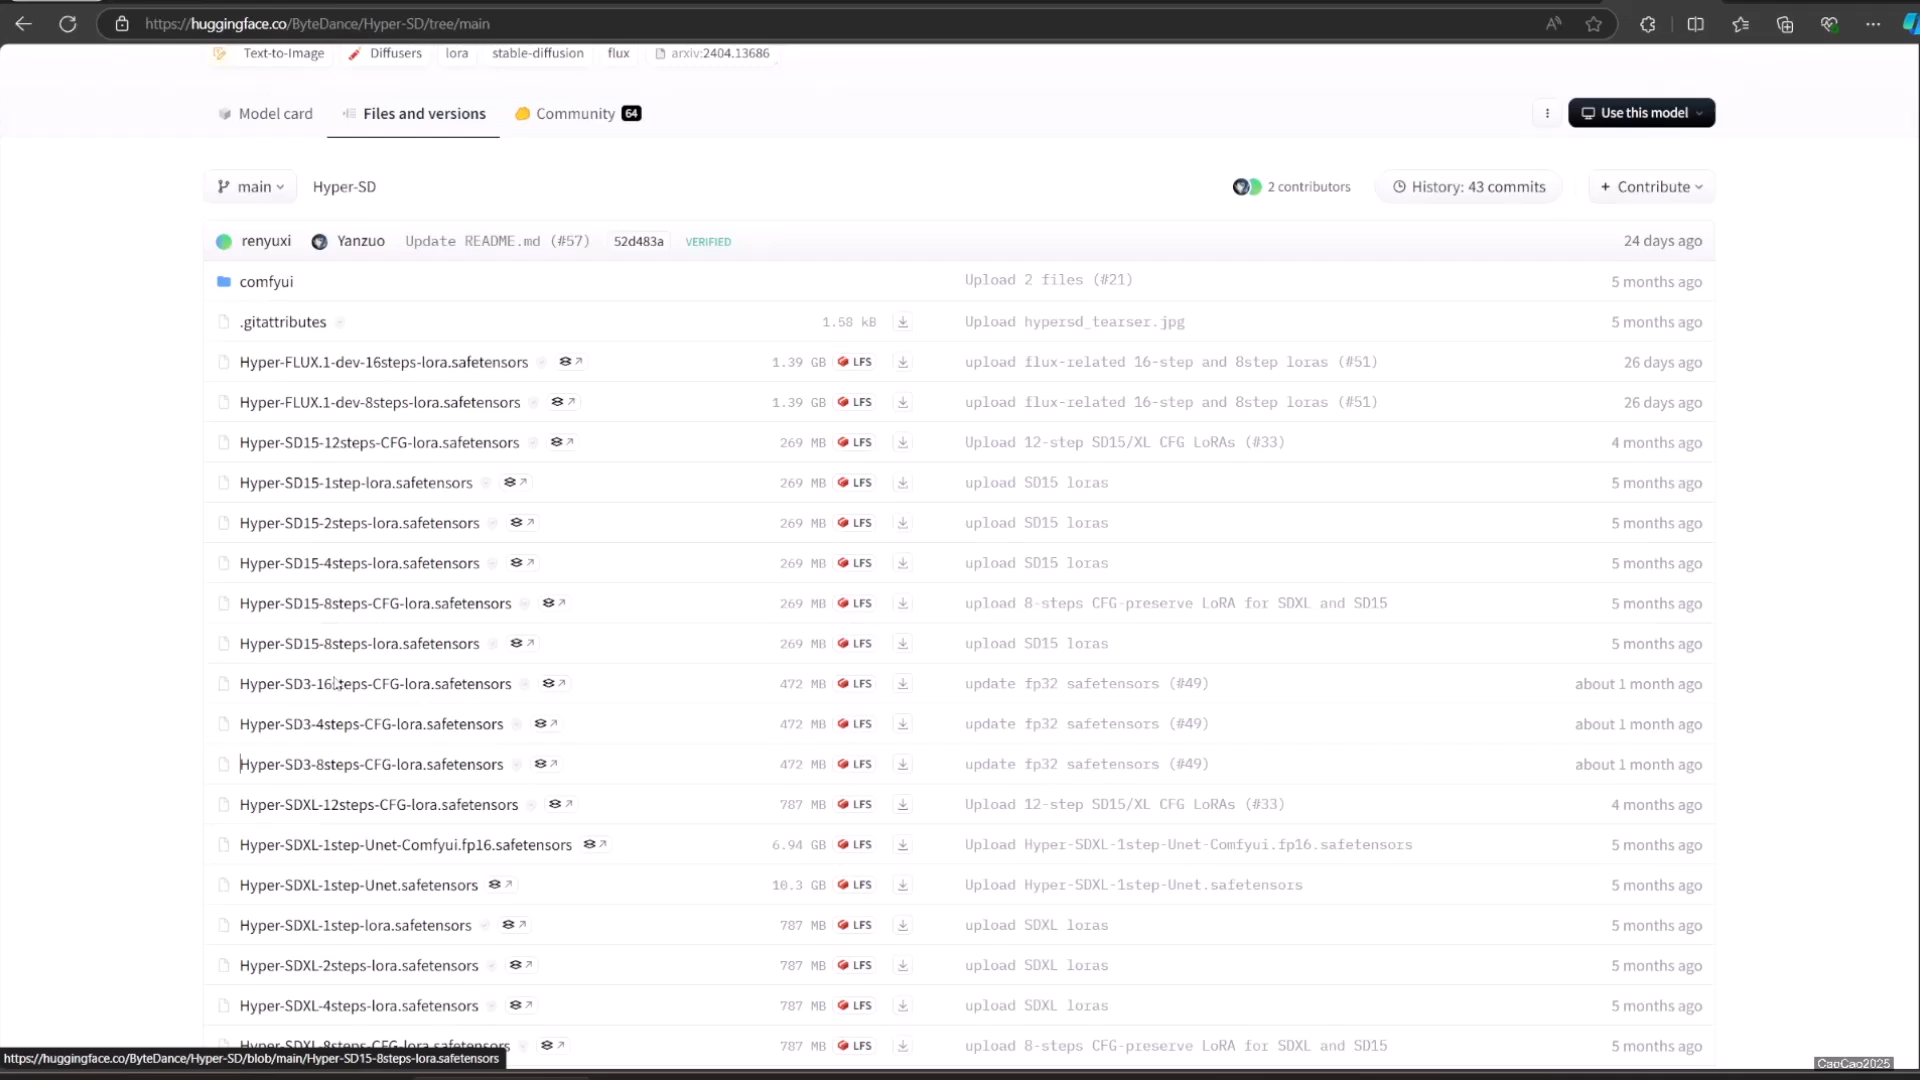 https://huggingface.co/ByteDance/Hyper-SD/tree/main
Text-to-Image Diffusers lora stable-diffusion flux arxiv:2404.13686
Model card Files and versions Community 64 Use this model
main Hyper-SD 2 contributors History: 43 commits + Contribute
renyuxi Yanzuo Update README.md (#57) 52d483a VERIFIED 24 days ago
comfyui Upload 2 files (#21) 5 months ago
.gitattributes 1.58 kB Upload hypersd_tearser.jpg 5 months ago
Hyper-FLUX.1-dev-16steps-lora.safetensors 1.39 GB LFS upload flux-related 16-step and 8step loras (#51) 26 days ago
Hyper-FLUX.1-dev-8steps-lora.safetensors 1.39 GB LFS upload flux-related 16-step and 8step loras (#51) 26 days ago
Hyper-SD15-12steps-CFG-lora.safetensors 269 MB LFS Upload 12-step SD15/XL CFG LoRAs (#33) 4 months ago
Hyper-SD15-1step-lora.safetensors 269 MB LFS upload SD15 loras 5 months ago
Hyper-SD15-2steps-lora.safetensors 269 MB LFS upload SD15 loras 5 months ago
Hyper-SD15-4steps-lora.safetensors 269 MB LFS upload SD15 loras 5 months ago
Hyper-SD15-8steps-CFG-lora.safetensors 269 MB LFS upload 8-steps CFG-preserve LoRA for SDXL and SD15 5 months ago
Hyper-SD15-8steps-lora.safetensors 269 MB LFS upload SD15 loras 5 months ago
Hyper-SD3-16steps-CFG-lora.safetensors 472 MB LFS update fp32 safetensors (#49) about 1 month ago
Hyper-SD3-4steps-CFG-lora.safetensors 472 MB LFS update fp32 safetensors (#49) about 1 month ago
Hyper-SD3-8steps-CFG-lora.safetensors 472 MB LFS update fp32 safetensors (#49) about 1 month ago
Hyper-SDXL-12steps-CFG-lora.safetensors 787 MB LFS Upload 12-step SD15/XL CFG LoRAs (#33) 4 months ago
Hyper-SDXL-1step-Unet-Comfyui.fp16.safetensors 6.94 GB LFS Upload Hyper-SDXL-1step-Unet-Comfyui.fp16.safetensors 5 months ago
Hyper-SDXL-1step-Unet.safetensors 10.3 GB LFS Upload Hyper-SDXL-1step-Unet.safetensors 5 months ago
Hyper-SDXL-1step-lora.safetensors 787 MB LFS upload SDXL loras 5 months ago
Hyper-SDXL-2steps-lora.safetensors 787 MB LFS upload SDXL loras 5 months ago
Hyper-SDXL-4steps-lora.safetensors 787 MB LFS upload SDXL loras 5 months ago
Hyper-SDXL-8steps-CFG-lora.safetensors 787 MB LFS upload 8-steps CFG-preserve LoRA for SDXL and SD15 5 months ago
https://huggingface.co/ByteDance/Hyper-SD/blob/main/Hyper-SD15-8steps-lora.safetensors
CaoCao2025